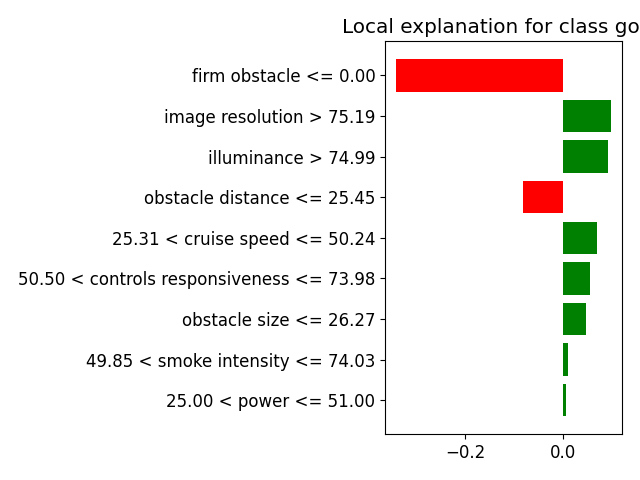 Local explanation for class go
firm obstacle <= 0.00
image resolution > 75.19
illuminance > 74.99
obstacle distance <= 25.45
25.31 < cruise speed <= 50.24
50.50 < controls responsiveness <= 73.98
obstacle size <= 26.27
49.85 < smoke intensity <= 74.03
25.00 < power <= 51.00
−0.2 0.0